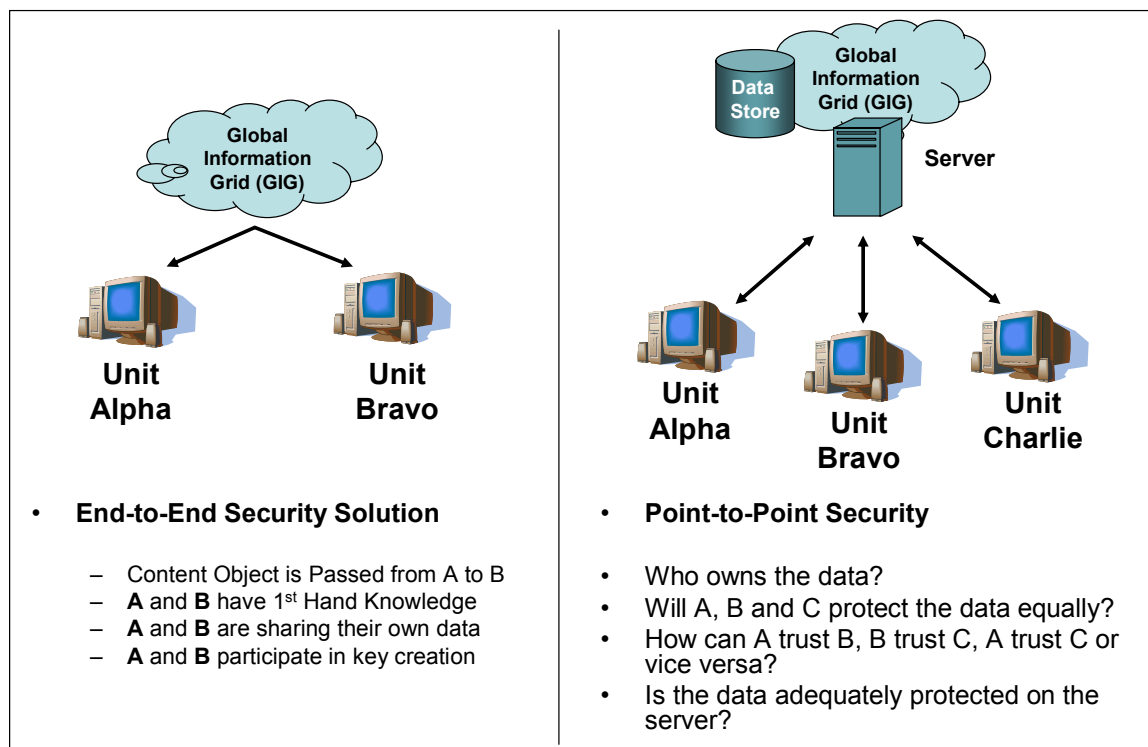 Global
Information
Grid (GIG)
Unit
Alpha
Unit
Bravo
• End-to-End Security Solution
– Content Object is Passed from A to B
– A and B have 1st Hand Knowledge
– A and B are sharing their own data
– A and B participate in key creation
Data
Store
Global
Information
Grid (GIG)
Server
Unit
Alpha
Unit
Bravo
Unit
Charlie
• Point-to-Point Security
• Who owns the data?
• Will A, B and C protect the data equally?
• How can A trust B, B trust C, A trust C or
vice versa?
• Is the data adequately protected on the
server?